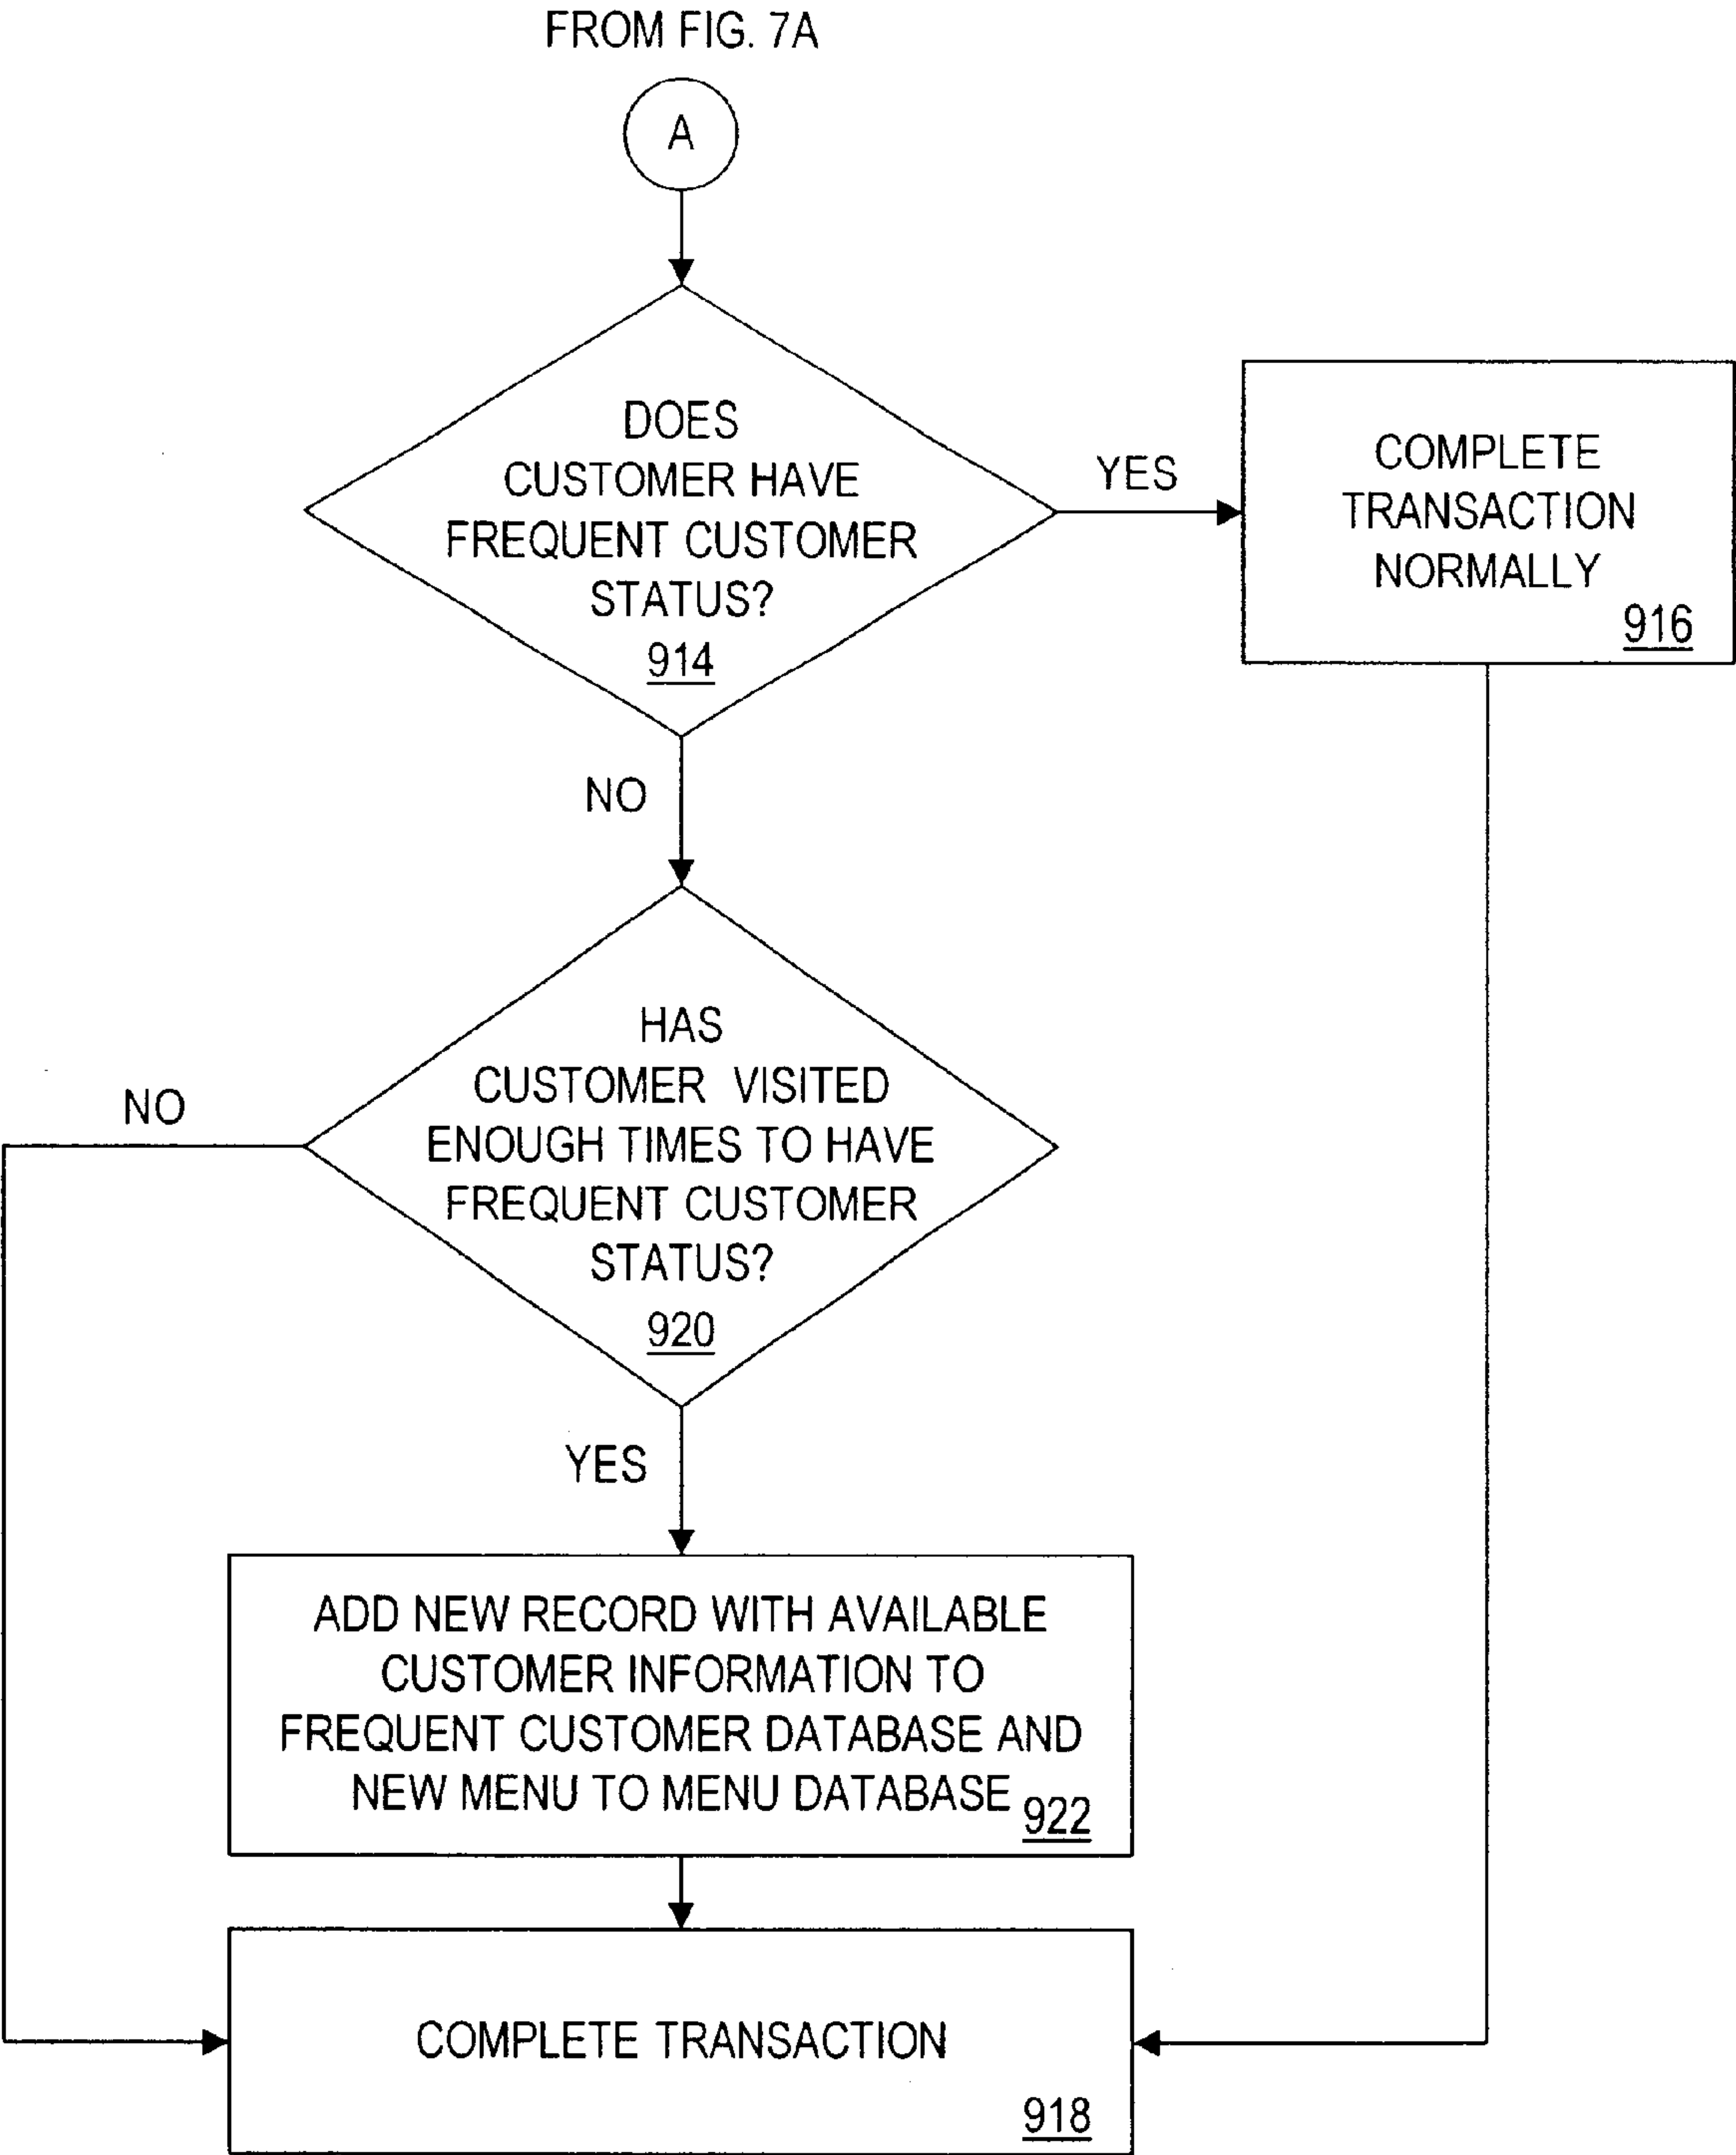 FROM FIG. 7A
A
DOES
CUSTOMER HAVE
FREQUENT CUSTOMER
STATUS?
914
YES
COMPLETE
TRANSACTION
NORMALLY
916
NO
HAS
CUSTOMER VISITED
ENOUGH TIMES TO HAVE
FREQUENT CUSTOMER
STATUS?
920
NO
YES
ADD NEW RECORD WITH AVAILABLE
CUSTOMER INFORMATION TO
FREQUENT CUSTOMER DATABASE AND
NEW MENU TO MENU DATABASE
922
COMPLETE TRANSACTION
918